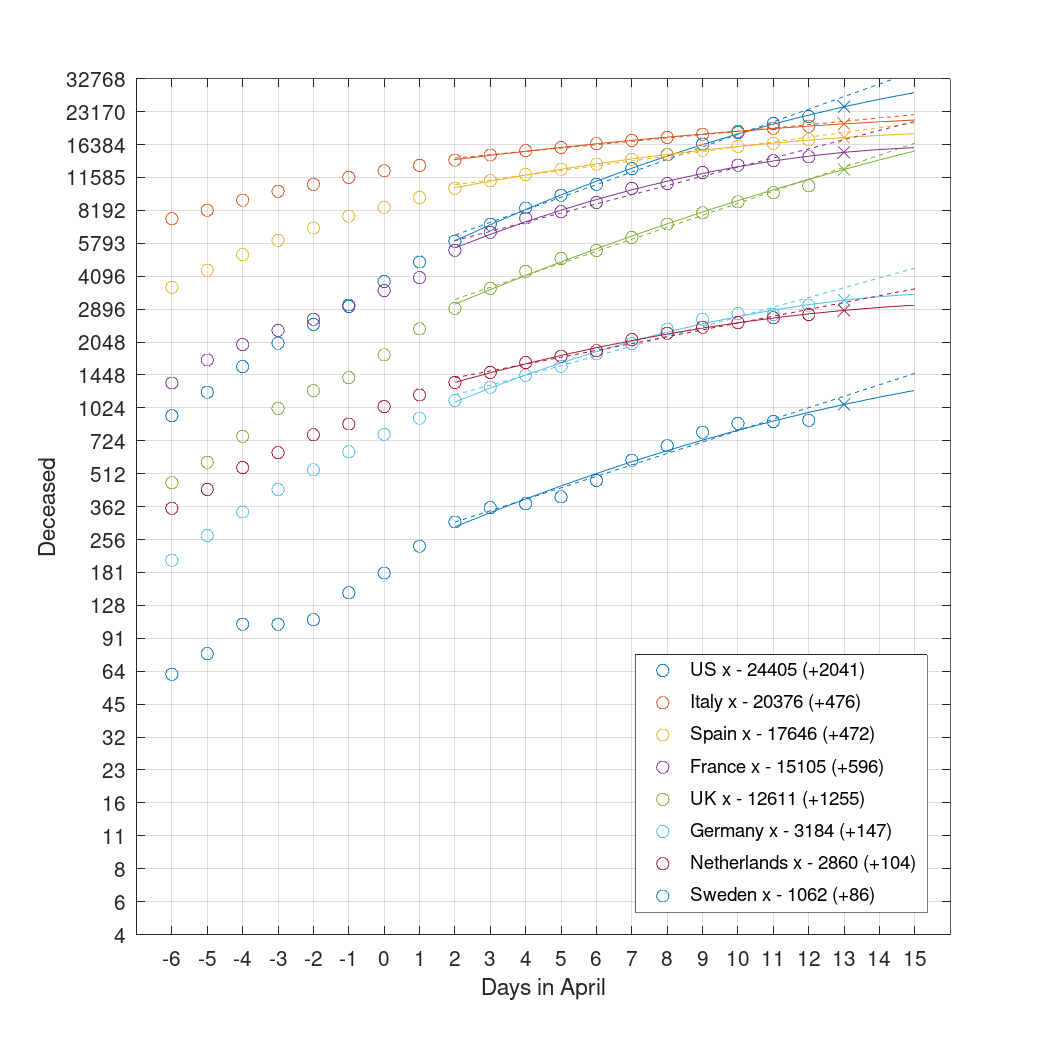 32768
23170
16384
11585
8192
5793
4096
2896
2048
1448
1024
724
512
362
256
181
128
91
64
45
32
23
16
11
8
6
4
Deceased
US x - 24405 (+2041)
Italy x - 20376 (+476)
Spain x - 17646 (+472)
France x - 15105 (+596)
UK x - 12611 (+1255)
Germany x - 3184 (+147)
Netherlands x - 2860 (+104)
Sweden x - 1062 (+86)
-6 -5 -4 -3 -2 -1 0 1 2 3 4 5 6 7 8 9 10 11 12 13 14 15
Days in April